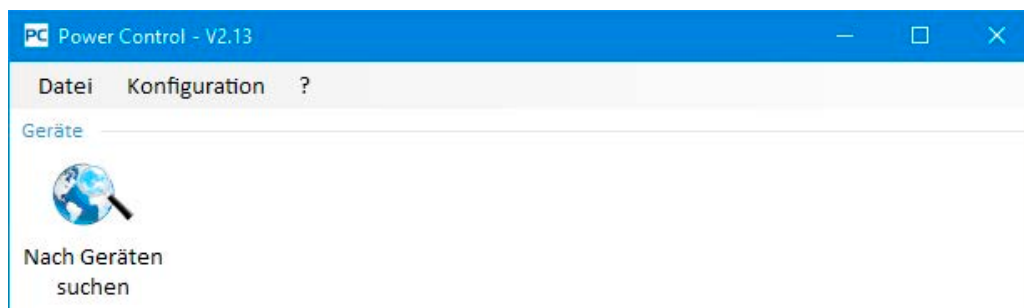 PC Power Control - V2.13
Datei Konfiguration ?
Geräte
Nach Geräten
suchen